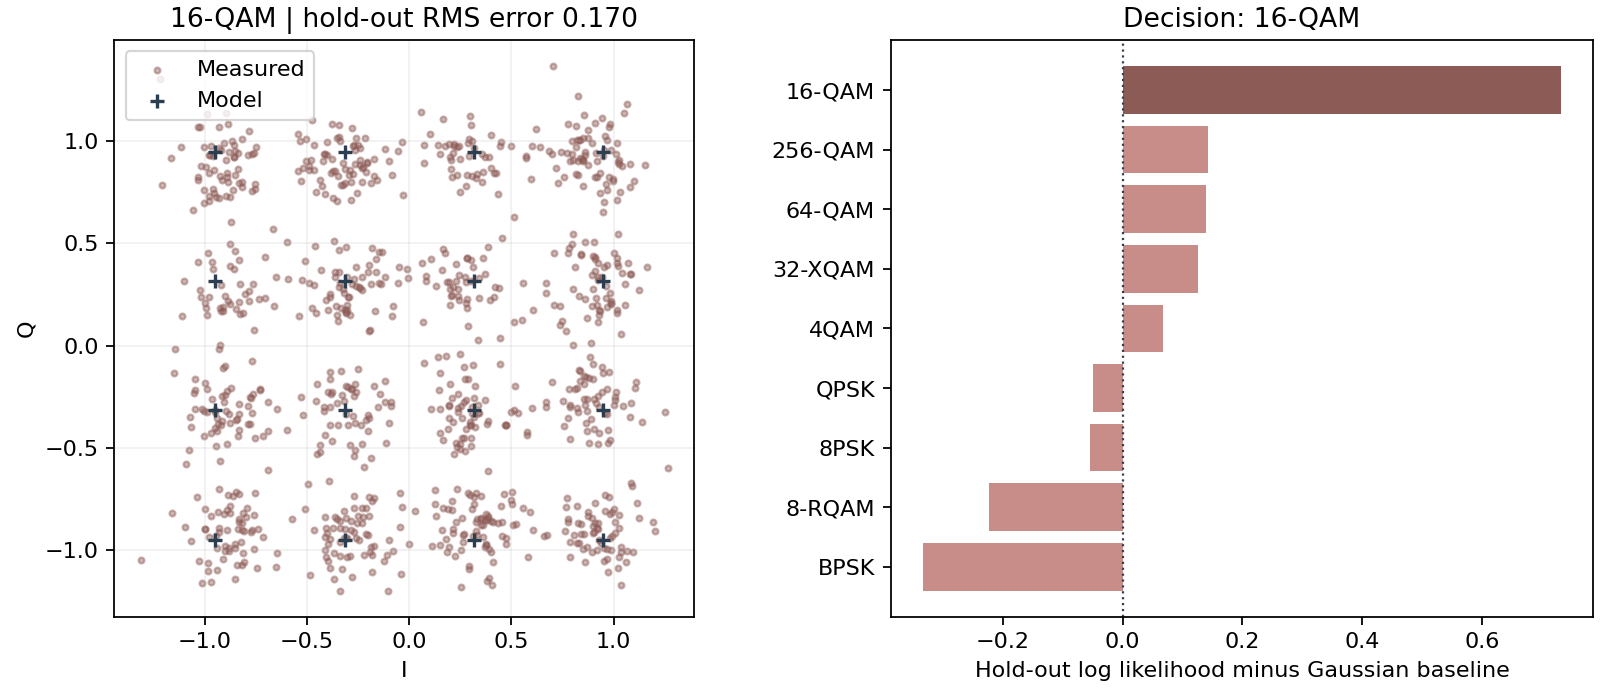 16-QAM | hold-out RMS error 0.170
Measured
Model
1.0
0.5
0.0
−0.5
−1.0
Q
−1.0
−0.5
0.0
0.5
1.0
I
Decision: 16-QAM
16-QAM
256-QAM
64-QAM
32-XQAM
4QAM
QPSK
8PSK
8-RQAM
BPSK
−0.2
0.0
0.2
0.4
0.6
Hold-out log likelihood minus Gaussian baseline